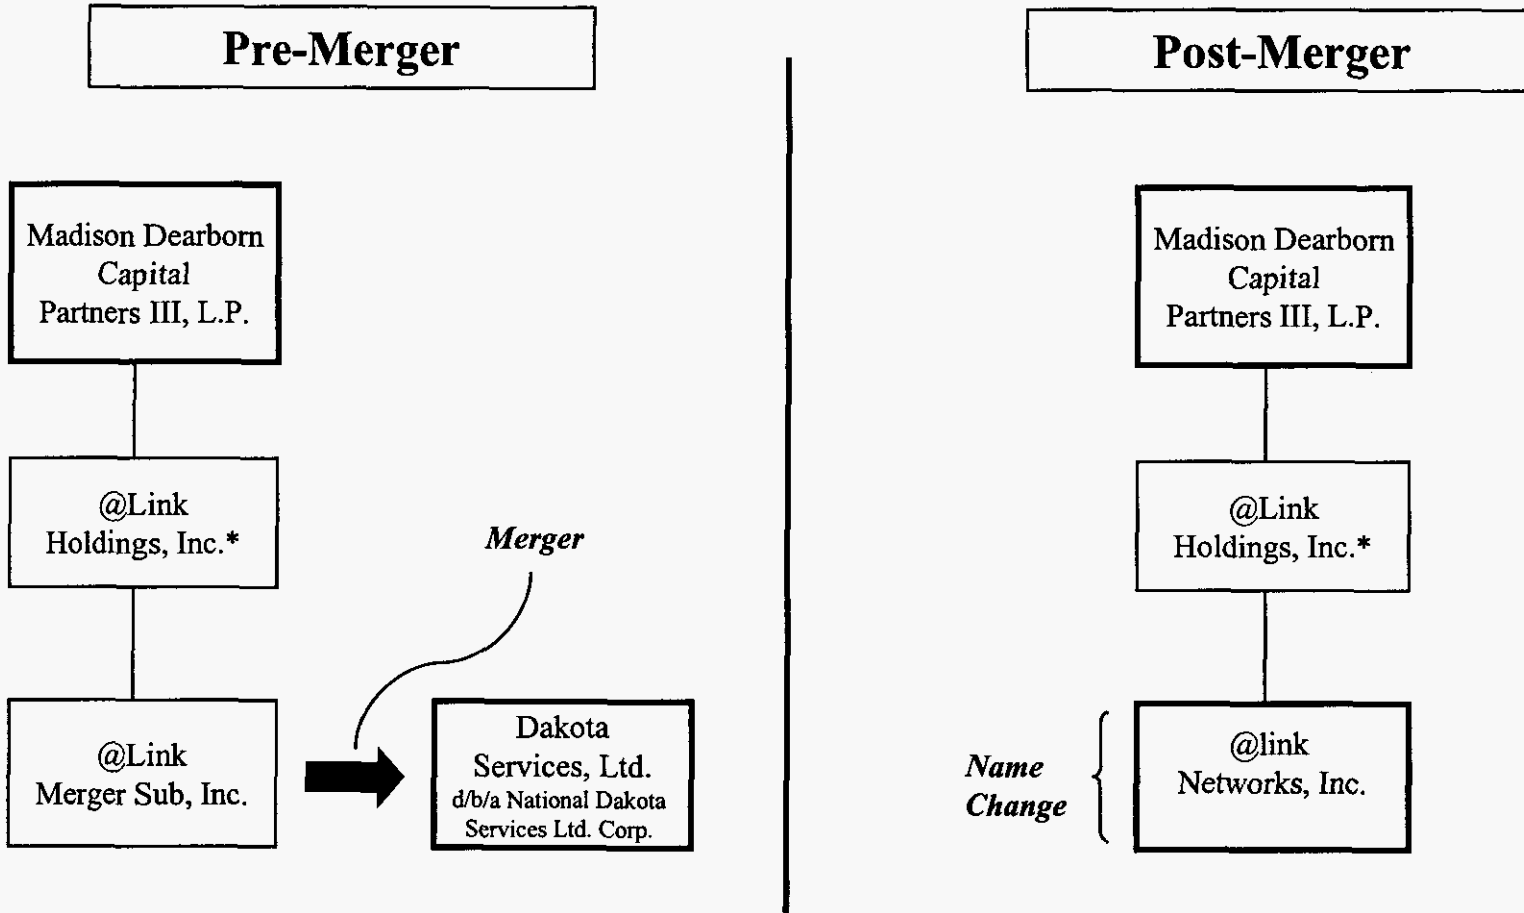 Pre-Merger
Madison Dearborn
Capital
Partners III, L.P.
@Link
Holdings, Inc.*
Merger
@Link
Merger Sub, Inc.
Dakota
Services, Ltd.
d/b/a National Dakota
Services Ltd. Corp.
Post-Merger
Madison Dearborn
Capital
Partners III, L.P.
@Link
Holdings, Inc.*
Name
Change
@link
Networks, Inc.